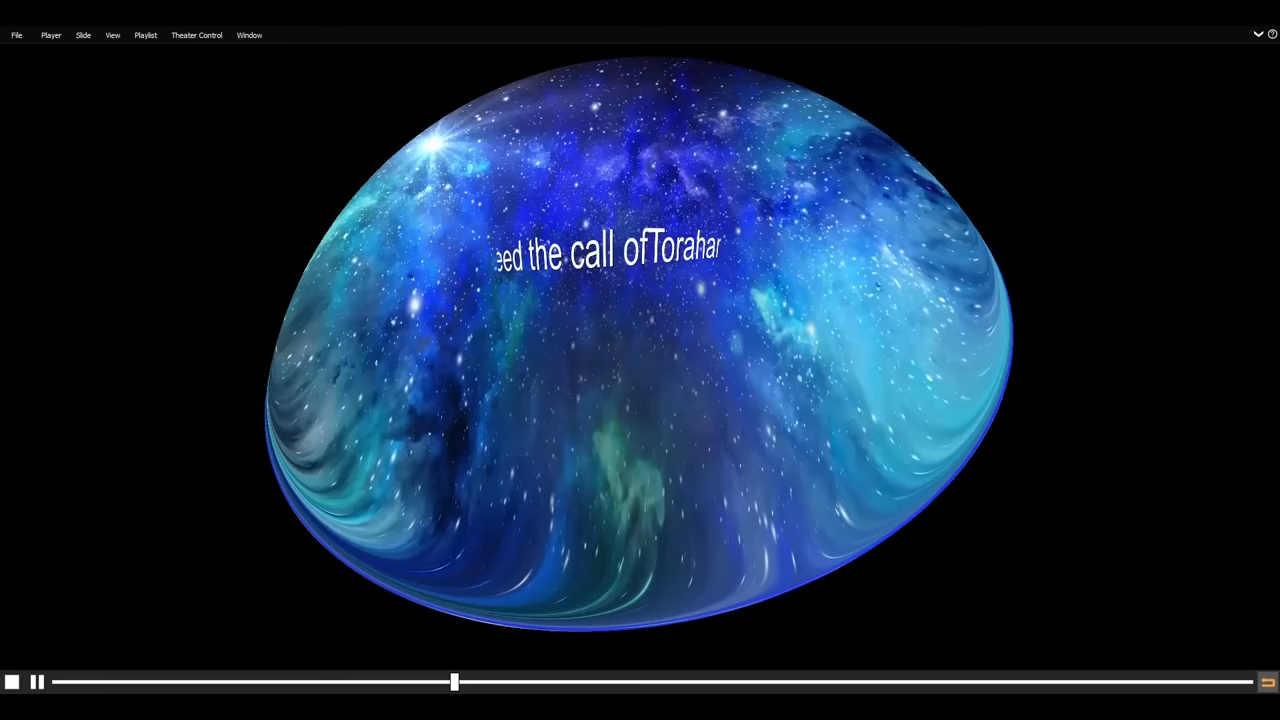 File Player Slide View Playlist Theater Control Window
eed the call ofTorahar